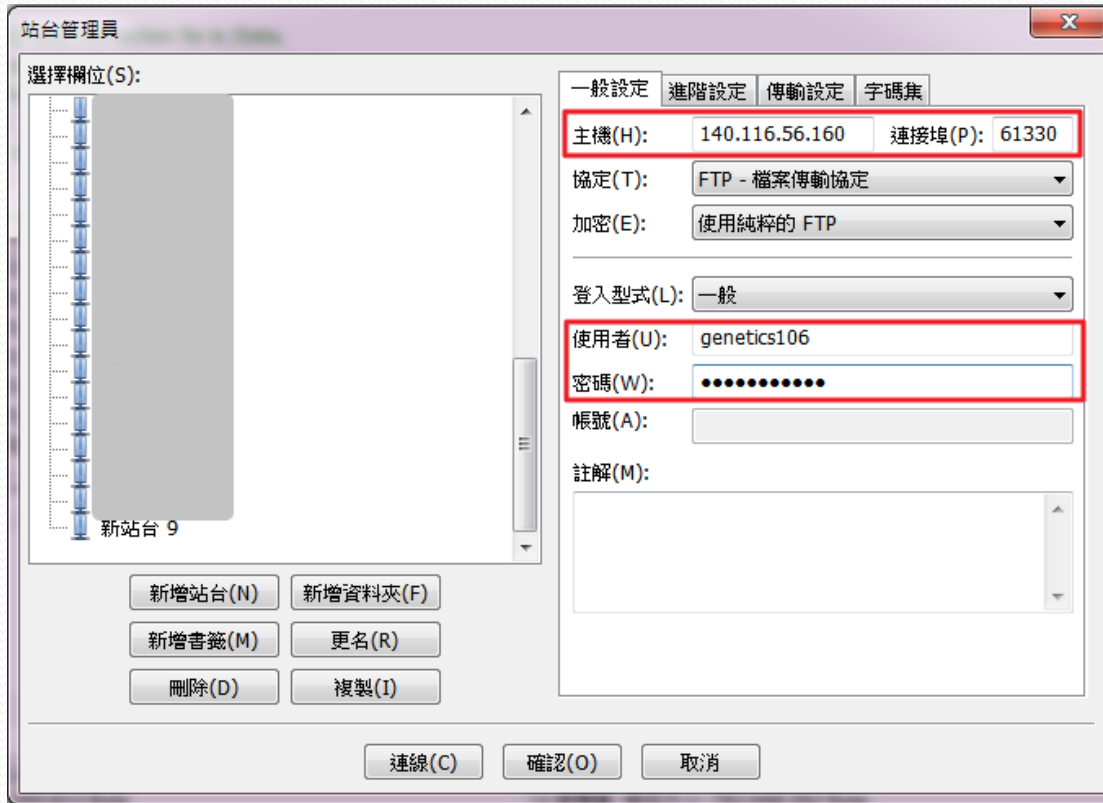 站台管理員
選擇欄位(S):
新站台 9
新增站台(N) 新增資料夾(F)
新增書籤(M) 更名(R)
刪除(D) 複製(I)
一般設定 進階設定 傳輸設定 字碼集
主機(H): 140.116.56.160 連接埠(P): 61330
協定(T): FTP - 檔案傳輸協定
加密(E): 使用純粹的 FTP
登入型式(L): 一般
使用者(U): genetics106
密碼(W): ●●●●●●●●●●●
帳號(A):
註解(M):
連線(C) 確認(O) 取消